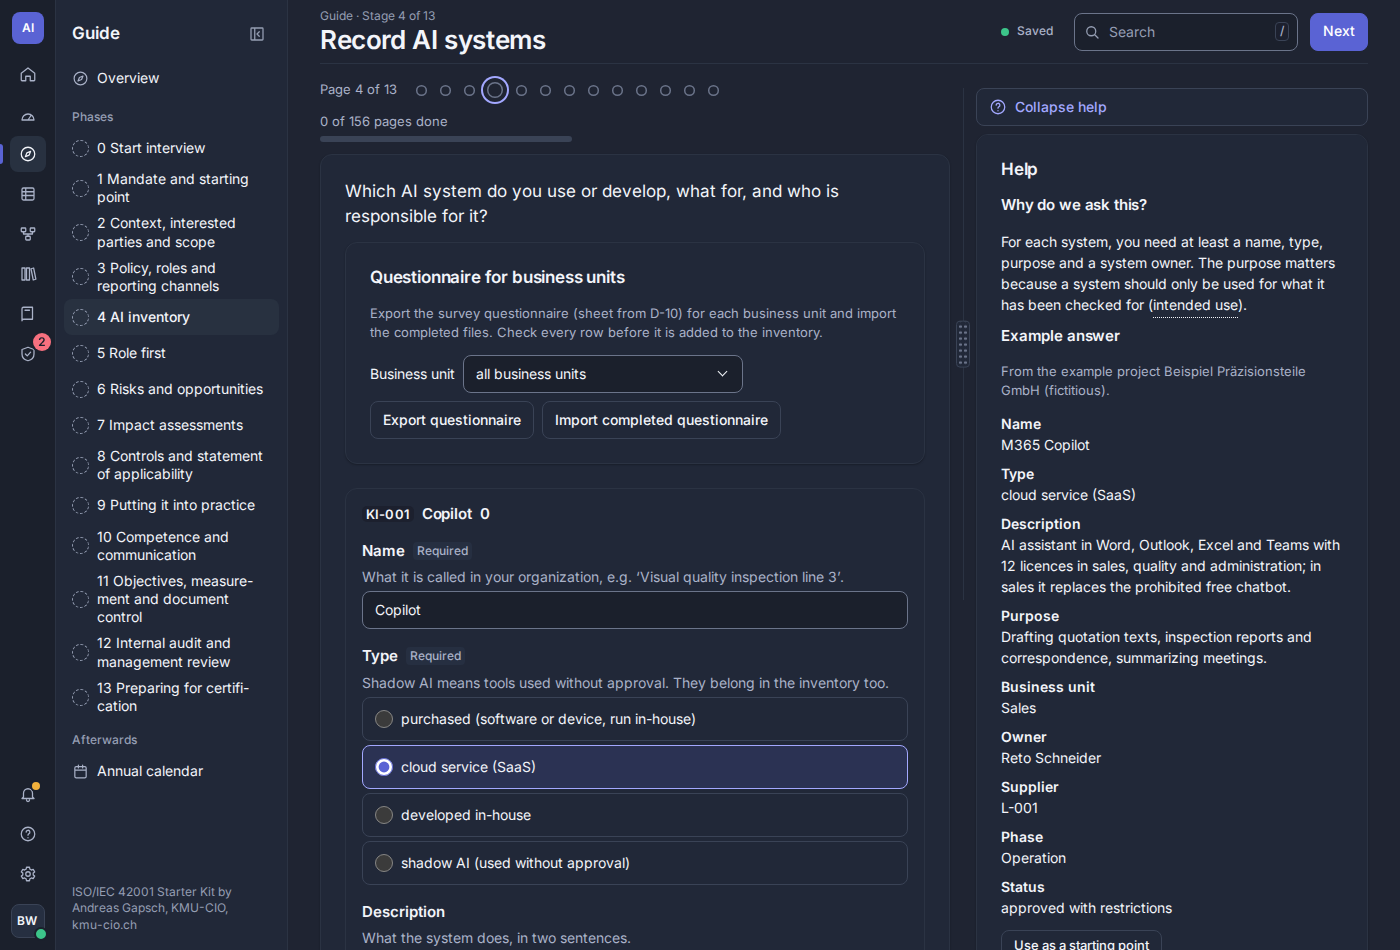 AI
2
BW
Guide
Overview
Phases
0 Start interview
1 Mandate and starting
point
2 Context, interested
parties and scope
3 Policy, roles and
reporting channels
4 AI inventory
5 Role first
6 Risks and opportunities
7 Impact assessments
8 Controls and statement
of applicability
9 Putting it into practice
10 Competence and
communication
11 Objectives, measure-
ment and document
control
12 Internal audit and
management review
13 Preparing for certifi-
cation
Afterwards
Annual calendar
ISO/IEC 42001 Starter Kit by
Andreas Gapsch, KMU-CIO,
kmu-cio.ch
Guide · Stage 4 of 13
Record AI systems
Saved
Search
/
Next
Page 4 of 13
0 of 156 pages done
Which AI system do you use or develop, what for, and who is
responsible for it?
Questionnaire for business units
Export the survey questionnaire (sheet from D-10) for each business unit and import
the completed files. Check every row before it is added to the inventory.
Business unit
all business units
Export questionnaire
Import completed questionnaire
KI-001 Copilot 0
Name Required
What it is called in your organization, e.g. ‘Visual quality inspection line 3’.
Copilot
Type Required
Shadow AI means tools used without approval. They belong in the inventory too.
purchased (software or device, run in-house)
cloud service (SaaS)
developed in-house
shadow AI (used without approval)
Description
What the system does, in two sentences.
Collapse help
Help
Why do we ask this?
For each system, you need at least a name, type,
purpose and a system owner. The purpose matters
because a system should only be used for what it
has been checked for (intended use).
Example answer
From the example project Beispiel Präzisionsteile
GmbH (fictitious).
Name
M365 Copilot
Type
cloud service (SaaS)
Description
AI assistant in Word, Outlook, Excel and Teams with
12 licences in sales, quality and administration; in
sales it replaces the prohibited free chatbot.
Purpose
Drafting quotation texts, inspection reports and
correspondence, summarizing meetings.
Business unit
Sales
Owner
Reto Schneider
Supplier
L-001
Phase
Operation
Status
approved with restrictions
Use as a starting point